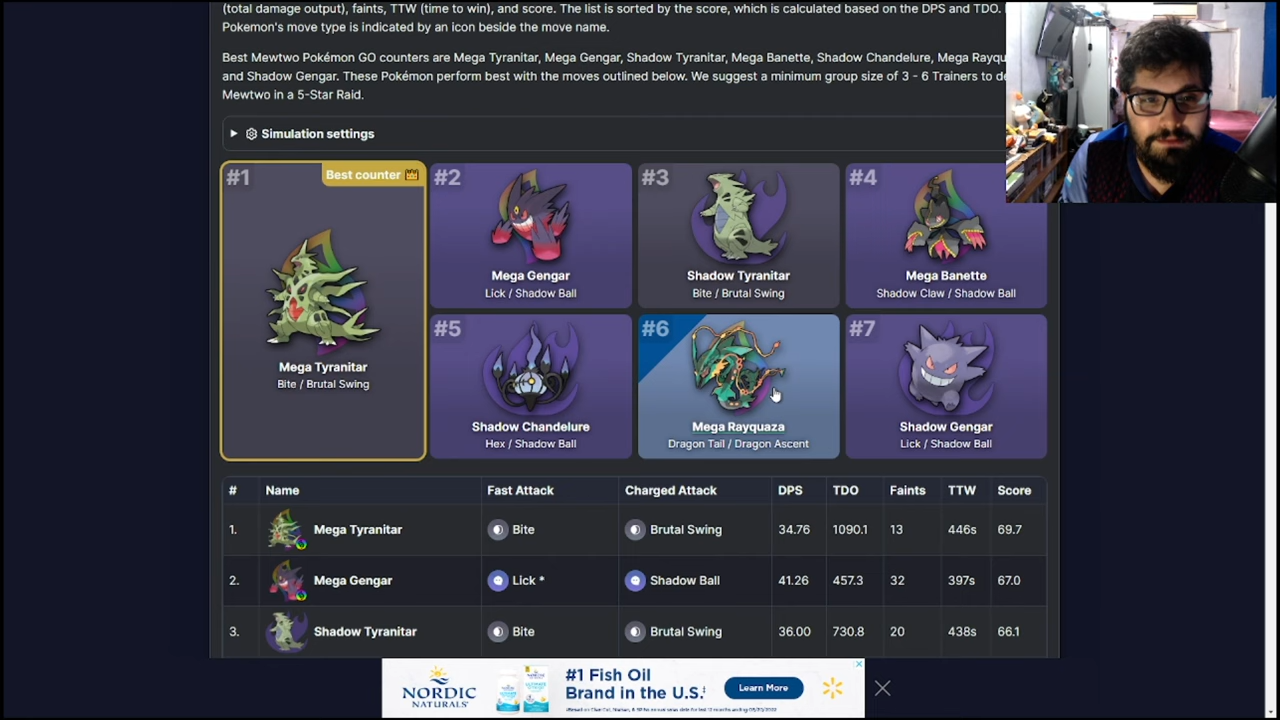 (total damage output), faints, TTW (time to win), and score. The list is sorted by the score, which is calculated based on the DPS and TDO.
Pokemon's move type is indicated by an icon beside the move name.
Best Mewtwo Pokémon GO counters are Mega Tyranitar, Mega Gengar, Shadow Tyranitar, Mega Banette, Shadow Chandelure, Mega Rayqu
and Shadow Gengar. These Pokémon perform best with the moves outlined below. We suggest a minimum group size of 3 - 6 Trainers to de
Mewtwo in a 5-Star Raid.
Simulation settings
#1 Best counter
Mega Tyranitar
Bite / Brutal Swing
#2
Mega Gengar
Lick / Shadow Ball
#3
Shadow Tyranitar
Bite / Brutal Swing
#4
Mega Banette
Shadow Claw / Shadow Ball
#5
Shadow Chandelure
Hex / Shadow Ball
#6
Mega Rayquaza
Dragon Tail / Dragon Ascent
#7
Shadow Gengar
Lick / Shadow Ball
# Name Fast Attack Charged Attack DPS TDO Faints TTW Score
1. Mega Tyranitar Bite Brutal Swing 34.76 1090.1 13 446s 69.7
2. Mega Gengar Lick * Shadow Ball 41.26 457.3 32 397s 67.0
3. Shadow Tyranitar Bite Brutal Swing 36.00 730.8 20 438s 66.1
NORDIC
NATURALS
#1 Fish Oil
Brand in the U.S.
Learn More